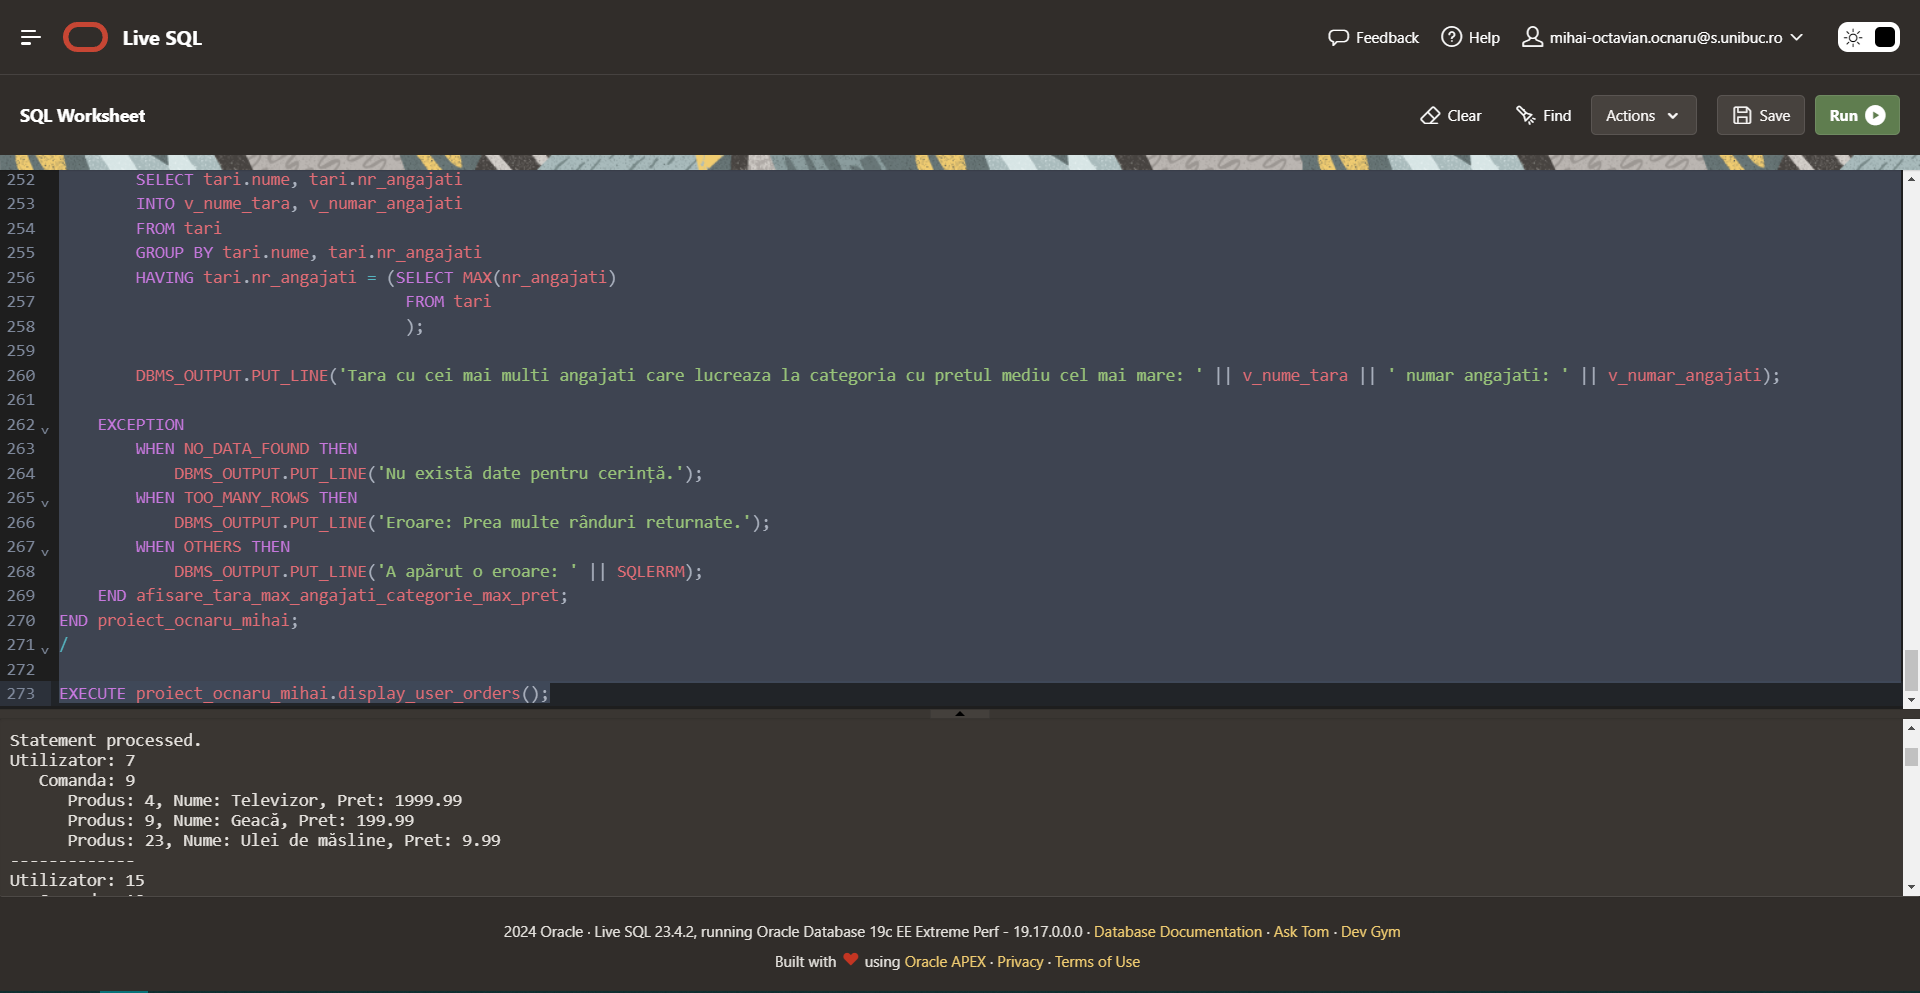 Live SQL
Feedback
Help
mihai-octavian.ocnaru@s.unibuc.ro
SQL Worksheet
Clear
Find
Actions
Save
Run
252 SELECT tari.nume, tari.nr_angajati
253 INTO v_nume_tara, v_numar_angajati
254 FROM tari
255 GROUP BY tari.nume, tari.nr_angajati
256 HAVING tari.nr_angajati = (SELECT MAX(nr_angajati)
257 FROM tari
258 );
259
260 DBMS_OUTPUT.PUT_LINE('Tara cu cei mai multi angajati care lucreaza la categoria cu pretul mediu cel mai mare: ' || v_nume_tara || ' numar angajati: ' || v_numar_angajati);
261
262 EXCEPTION
263 WHEN NO_DATA_FOUND THEN
264 DBMS_OUTPUT.PUT_LINE('Nu există date pentru cerință.');
265 WHEN TOO_MANY_ROWS THEN
266 DBMS_OUTPUT.PUT_LINE('Eroare: Prea multe rânduri returnate.');
267 WHEN OTHERS THEN
268 DBMS_OUTPUT.PUT_LINE('A apărut o eroare: ' || SQLERRM);
269 END afisare_tara_max_angajati_categorie_max_pret;
270 END proiect_ocnaru_mihai;
271 /
272
273 EXECUTE proiect_ocnaru_mihai.display_user_orders();
Statement processed.
Utilizator: 7
Comanda: 9
Produs: 4, Nume: Televizor, Pret: 1999.99
Produs: 9, Nume: Geacă, Pret: 199.99
Produs: 23, Nume: Ulei de măsline, Pret: 9.99
-------------
Utilizator: 15
2024 Oracle · Live SQL 23.4.2, running Oracle Database 19c EE Extreme Perf - 19.17.0.0.0 · Database Documentation · Ask Tom · Dev Gym
Built with ❤ using Oracle APEX · Privacy · Terms of Use